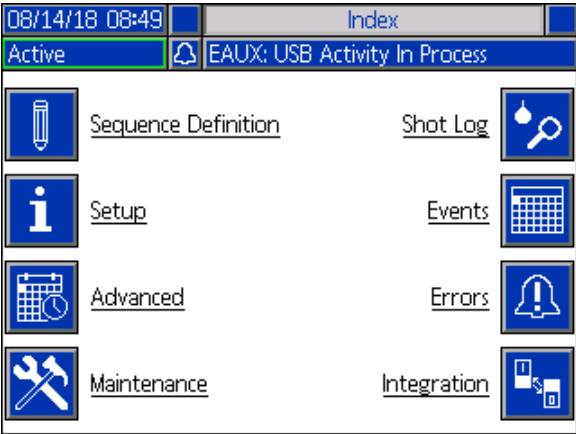 08/14/18 08:49 Index
Active EAUX: USB Activity In Process
Sequence Definition Shot Log
Setup Events
Advanced Errors
Maintenance Integration